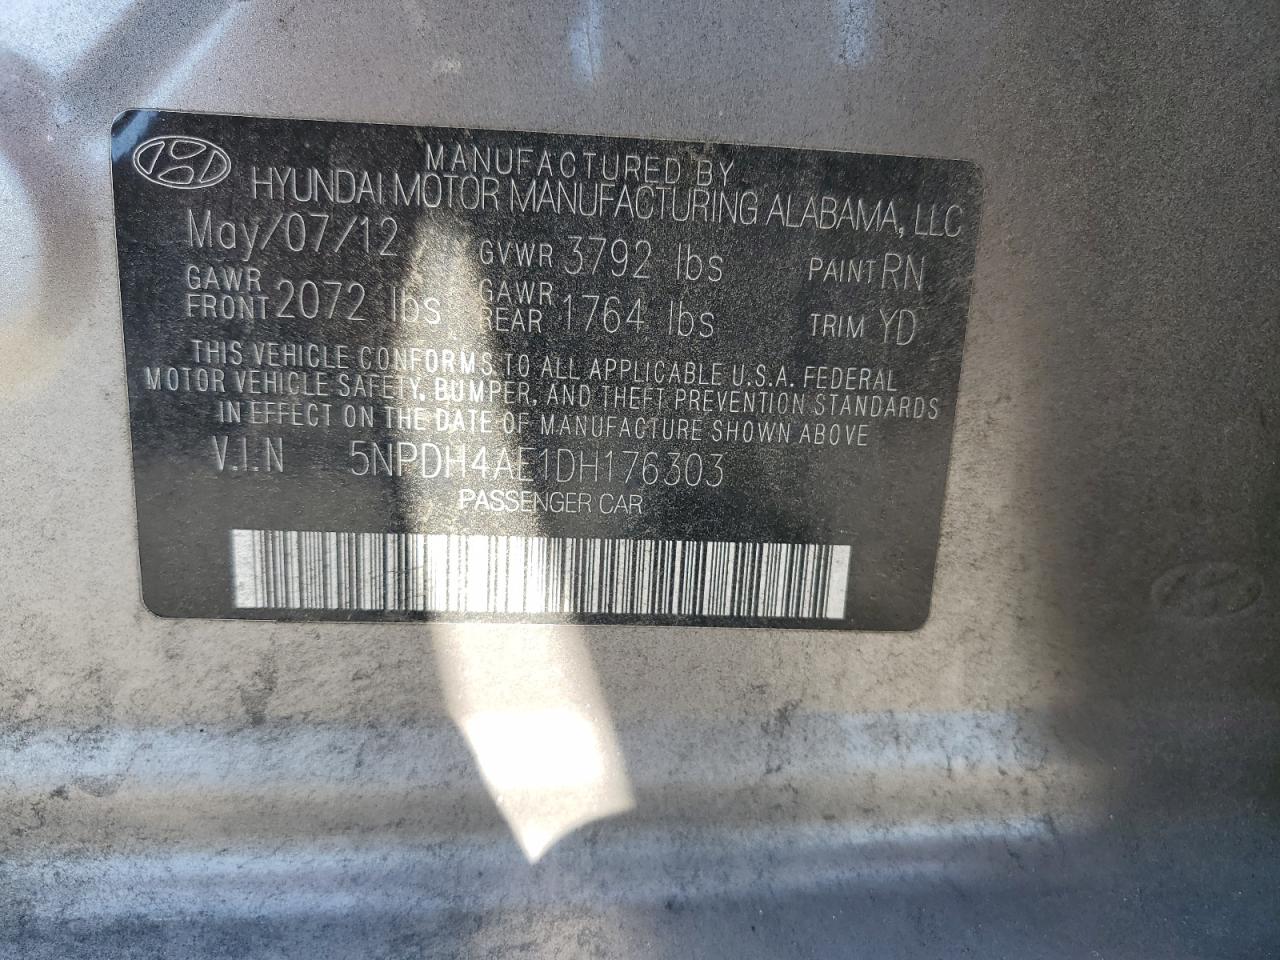 MANUFACTURED BY
HYUNDAI MOTOR MANUFACTURING ALABAMA, LLC
May/07/12 GVWR 3792 lbs PAINT RN
GAWR FRONT 2072 lbs GAWR REAR 1764 lbs TRIM YD
THIS VEHICLE CONFORMS TO ALL APPLICABLE U.S.A. FEDERAL
MOTOR VEHICLE SAFETY, BUMPER, AND THEFT PREVENTION STANDARDS
IN EFFECT ON THE DATE OF MANUFACTURE SHOWN ABOVE
V.I.N 5NPDH4AE1DH176303
PASSENGER CAR